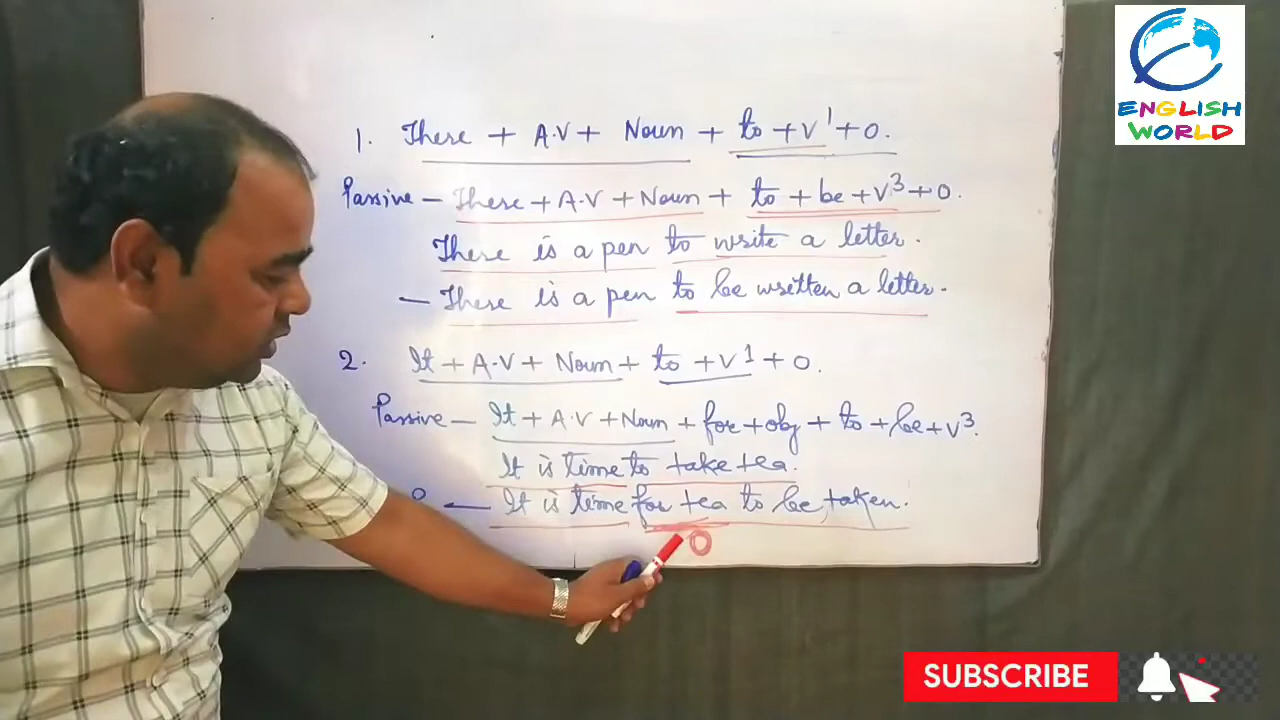 ENGLISH
WORLD
1. There + A.V + Noun + to + V¹ + O.
Passive — There + A.V + Noun + to + be + V³ + O.
There is a pen to write a letter.
— There is a pen to be written a letter.
2. It + A.V + Noun + to + V1 + O.
Passive — It + A.V + Noun + for + obj + to + be + V³.
It is time to take tea.
P — It is time for tea to be taken.
O
SUBSCRIBE